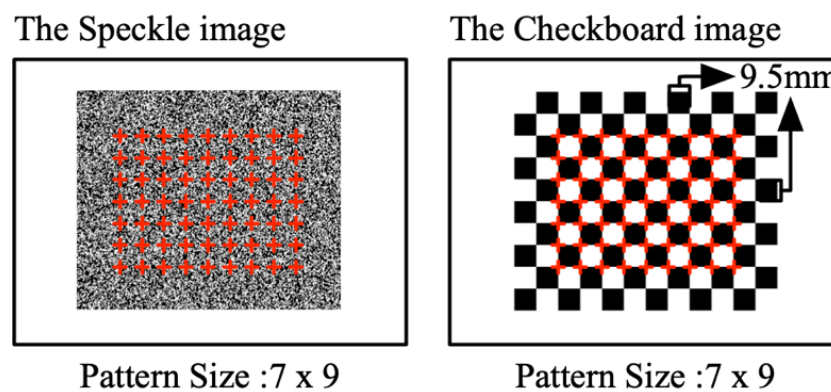 The Speckle image
The Checkboard image
9.5mm
Pattern Size :7 x 9
Pattern Size :7 x 9